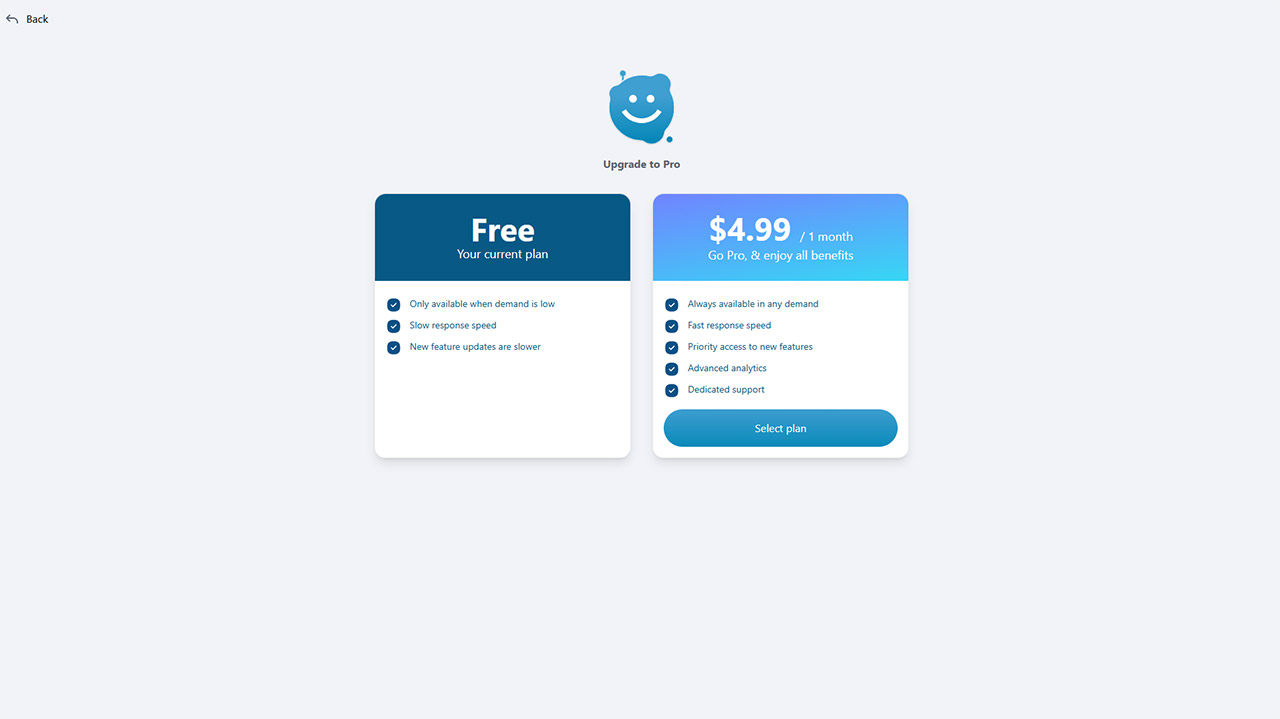 Back
Upgrade to Pro
Free
Your current plan
Only available when demand is low
Slow response speed
New feature updates are slower
$4.99 / 1 month
Go Pro, & enjoy all benefits
Always available in any demand
Fast response speed
Priority access to new features
Advanced analytics
Dedicated support
Select plan